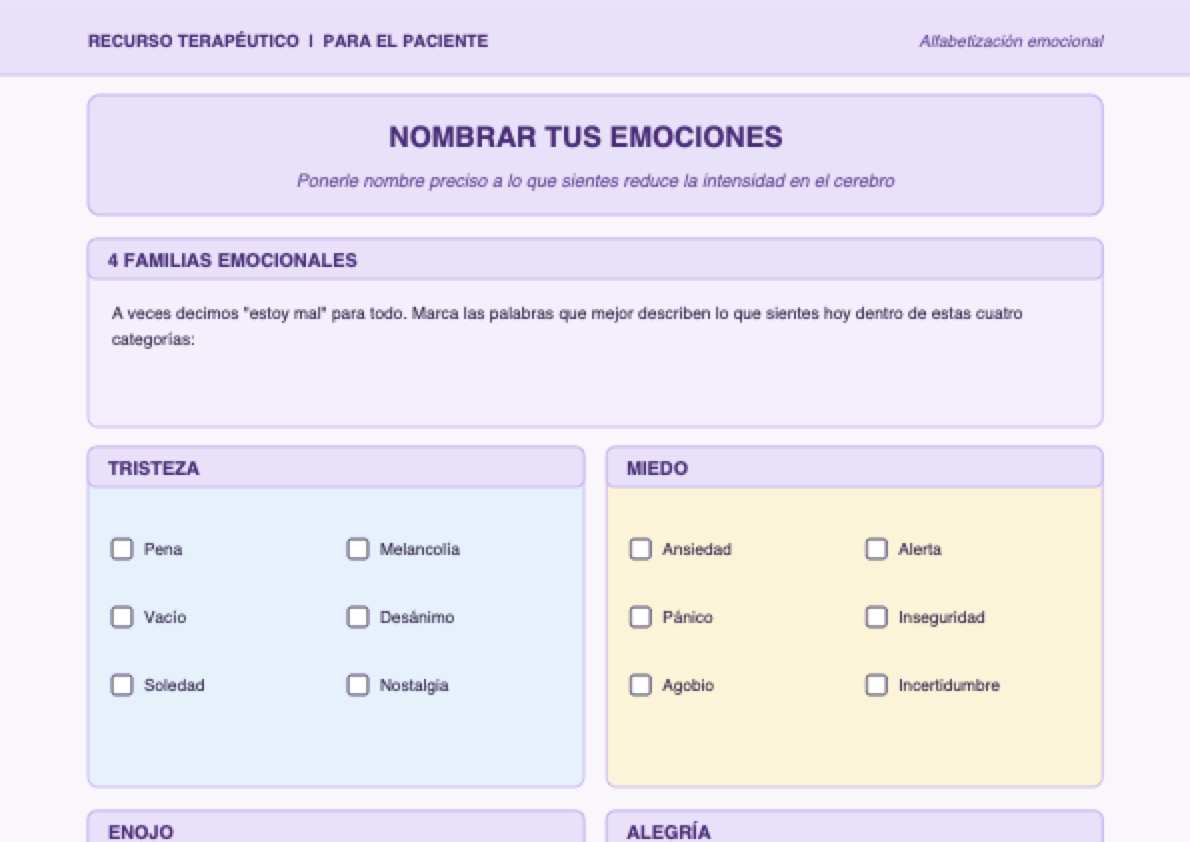 RECURSO TERAPÉUTICO | PARA EL PACIENTE
Alfabetización emocional
NOMBRAR TUS EMOCIONES
Ponerle nombre preciso a lo que sientes reduce la intensidad en el cerebro
4 FAMILIAS EMOCIONALES
A veces decimos "estoy mal" para todo. Marca las palabras que mejor describen lo que sientes hoy dentro de estas cuatro
categorías:
TRISTEZA
Pena
Melancolía
Vacío
Desánimo
Soledad
Nostalgia
MIEDO
Ansiedad
Alerta
Pánico
Inseguridad
Agobio
Incertidumbre
ENOJO
ALEGRÍA